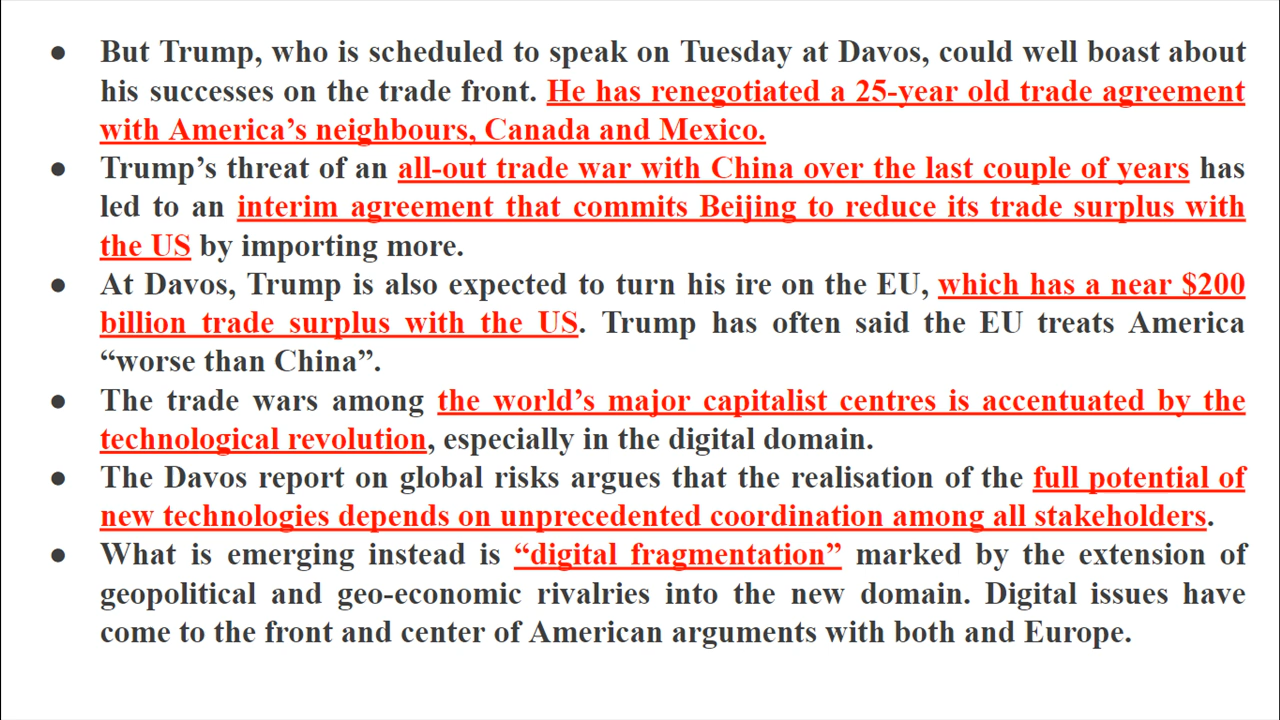 ● But Trump, who is scheduled to speak on Tuesday at Davos, could well boast about
his successes on the trade front. He has renegotiated a 25-year old trade agreement
with America’s neighbours, Canada and Mexico.
● Trump’s threat of an all-out trade war with China over the last couple of years has
led to an interim agreement that commits Beijing to reduce its trade surplus with
the US by importing more.
● At Davos, Trump is also expected to turn his ire on the EU, which has a near $200
billion trade surplus with the US. Trump has often said the EU treats America
“worse than China”.
● The trade wars among the world’s major capitalist centres is accentuated by the
technological revolution, especially in the digital domain.
● The Davos report on global risks argues that the realisation of the full potential of
new technologies depends on unprecedented coordination among all stakeholders.
● What is emerging instead is “digital fragmentation” marked by the extension of
geopolitical and geo-economic rivalries into the new domain. Digital issues have
come to the front and center of American arguments with both and Europe.